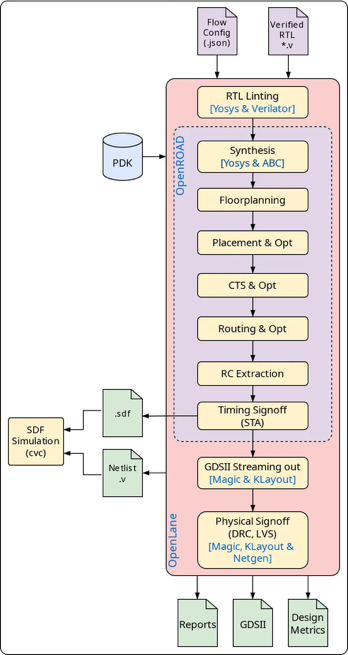 Flow
Config
(.json)
Verified
RTL
*.v
RTL Linting
[Yosys & Verilator]
OpenROAD
Synthesis
[Yosys & ABC]
PDK
Floorplanning
Placement & Opt
CTS & Opt
Routing & Opt
RC Extraction
.sdf
Timing Signoff
(STA)
SDF
Simulation
(cvc)
Netlist
.v
GDSII Streaming out
[Magic & KLayout]
Physical Signoff
(DRC, LVS)
[Magic, KLayout &
Netgen]
OpenLane
Reports
GDSII
Design
Metrics